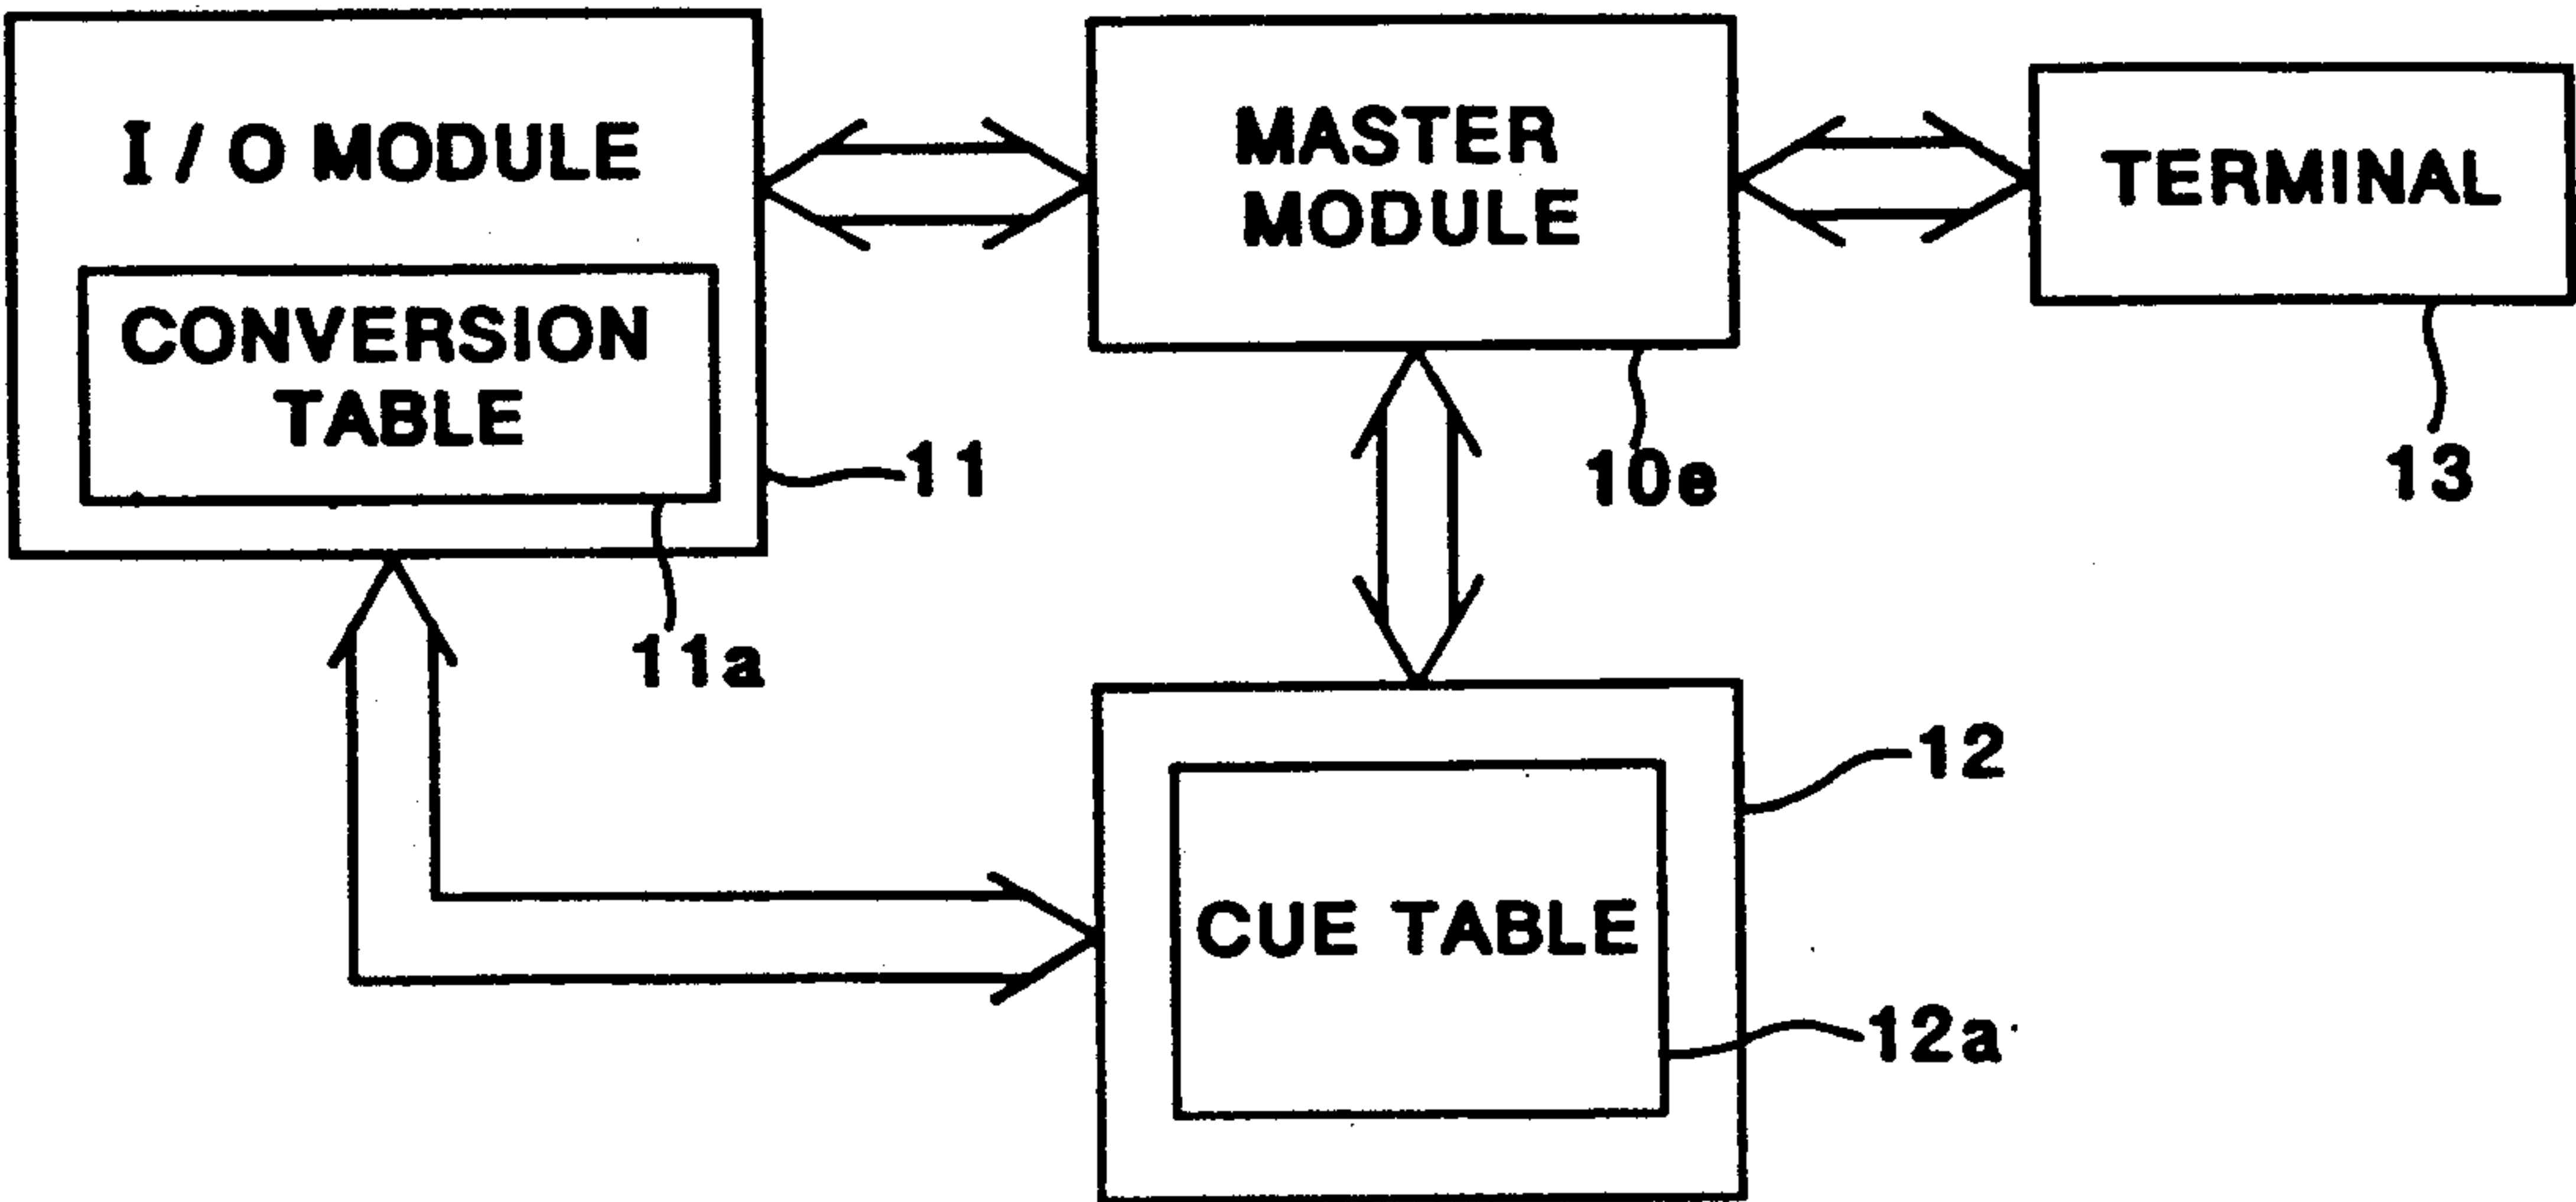 I / O MODULE
CONVERSION
TABLE
11
11a
MASTER
MODULE
10e
TERMINAL
13
CUE TABLE
12
12a